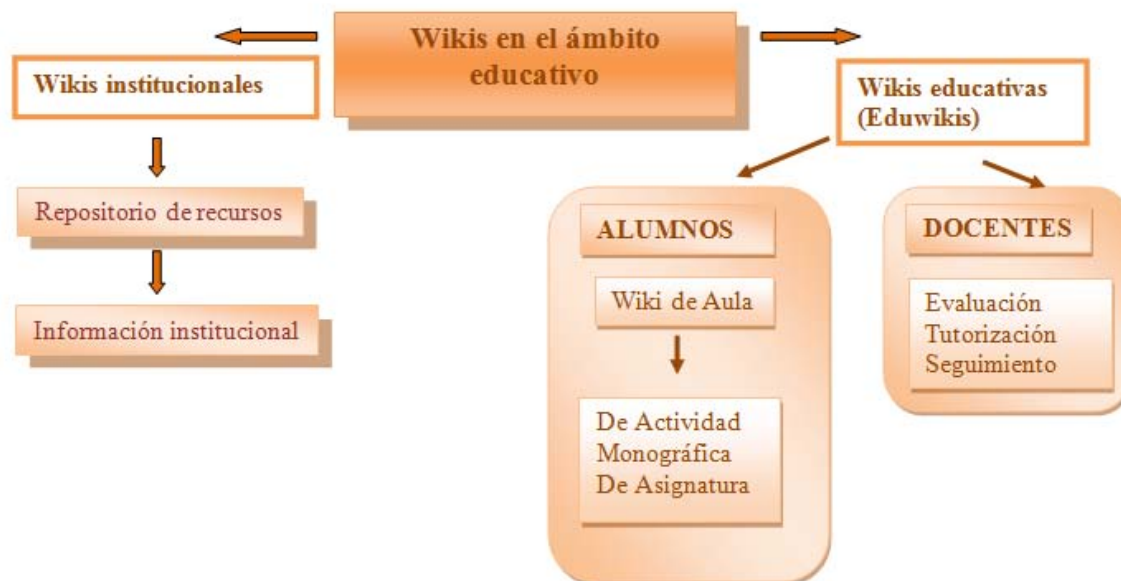 Wikis en el ámbito
educativo
Wikis institucionales
Repositorio de recursos
Información institucional
Wikis educativas
(Eduwikis)
ALUMNOS
Wiki de Aula
De Actividad
Monográfica
De Asignatura
DOCENTES
Evaluación
Tutorización
Seguimiento